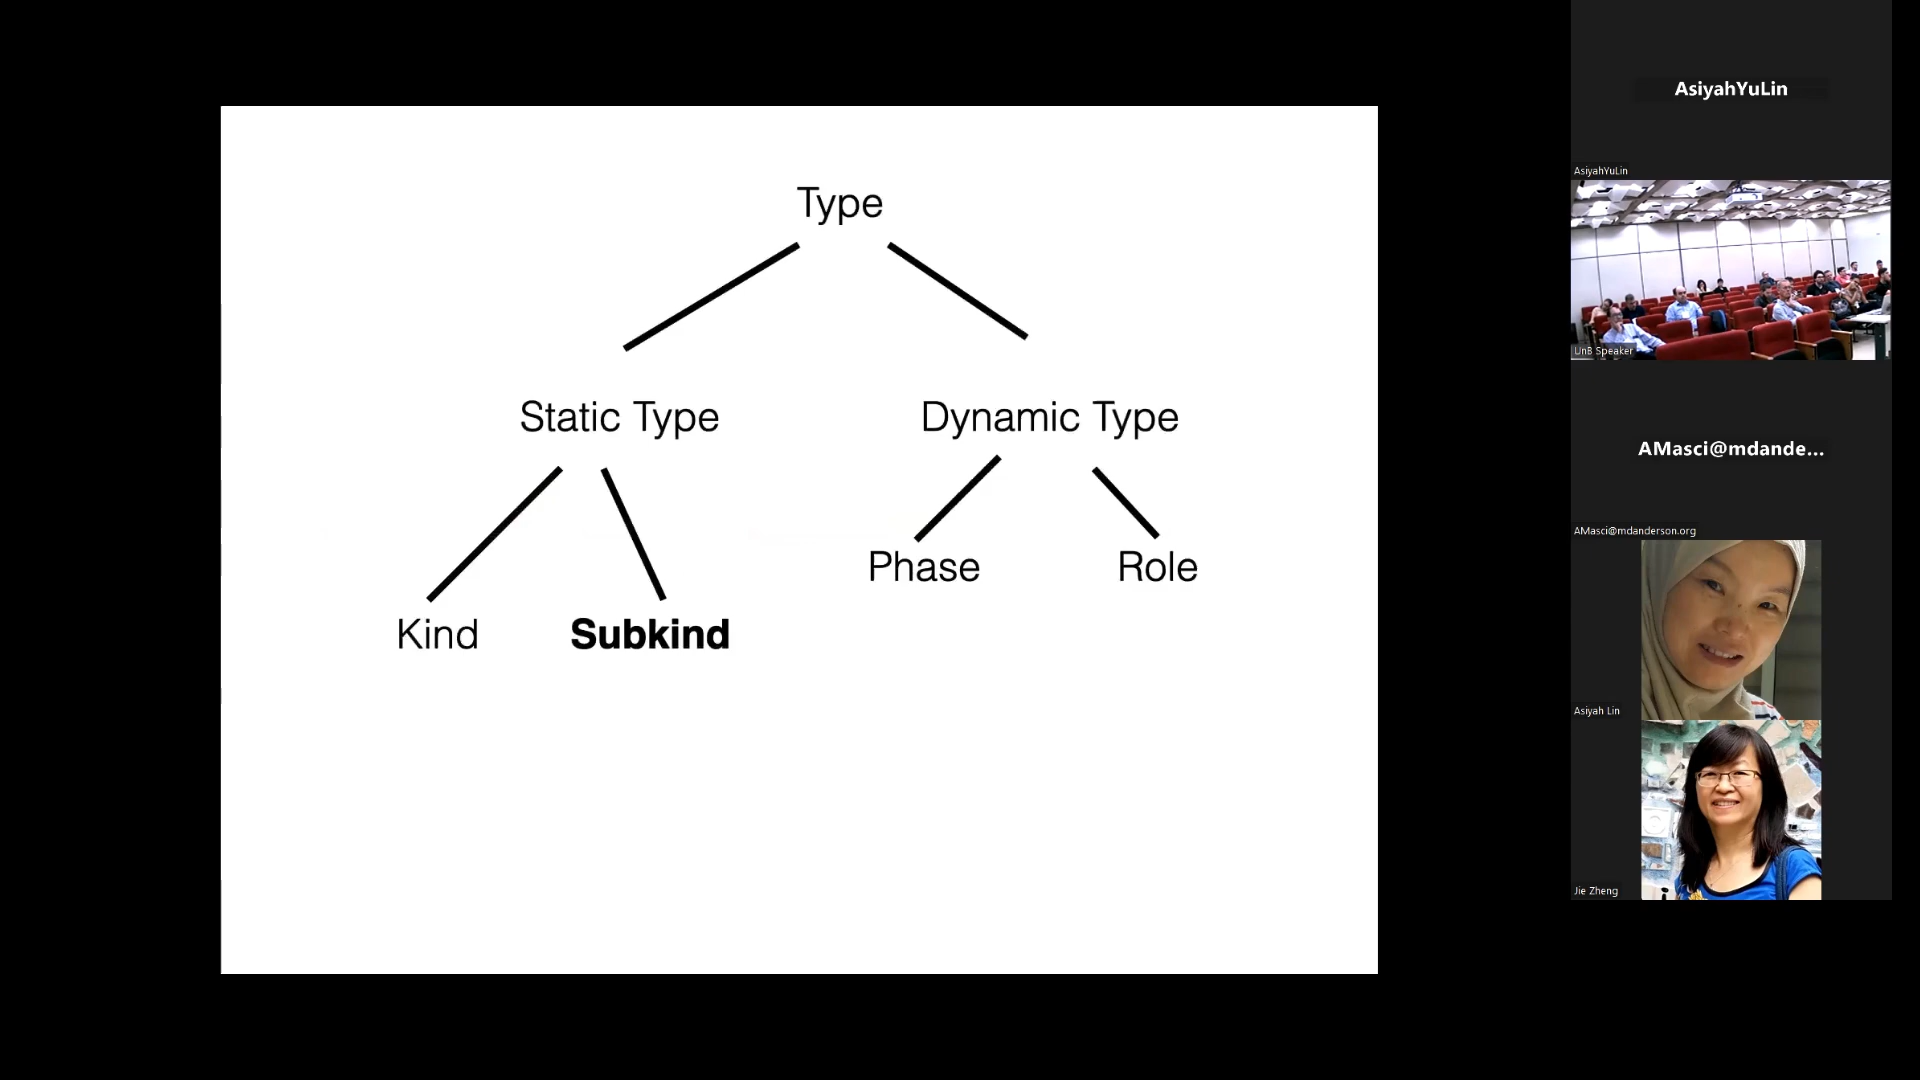 Type
Static Type
Dynamic Type
Phase
Role
Kind
Subkind
AsiyahYuLin
AsiyahYuLin
UnB Speaker
AMasci@mdande...
AMasci@mdanderson.org
Asiyah Lin
Jie Zheng